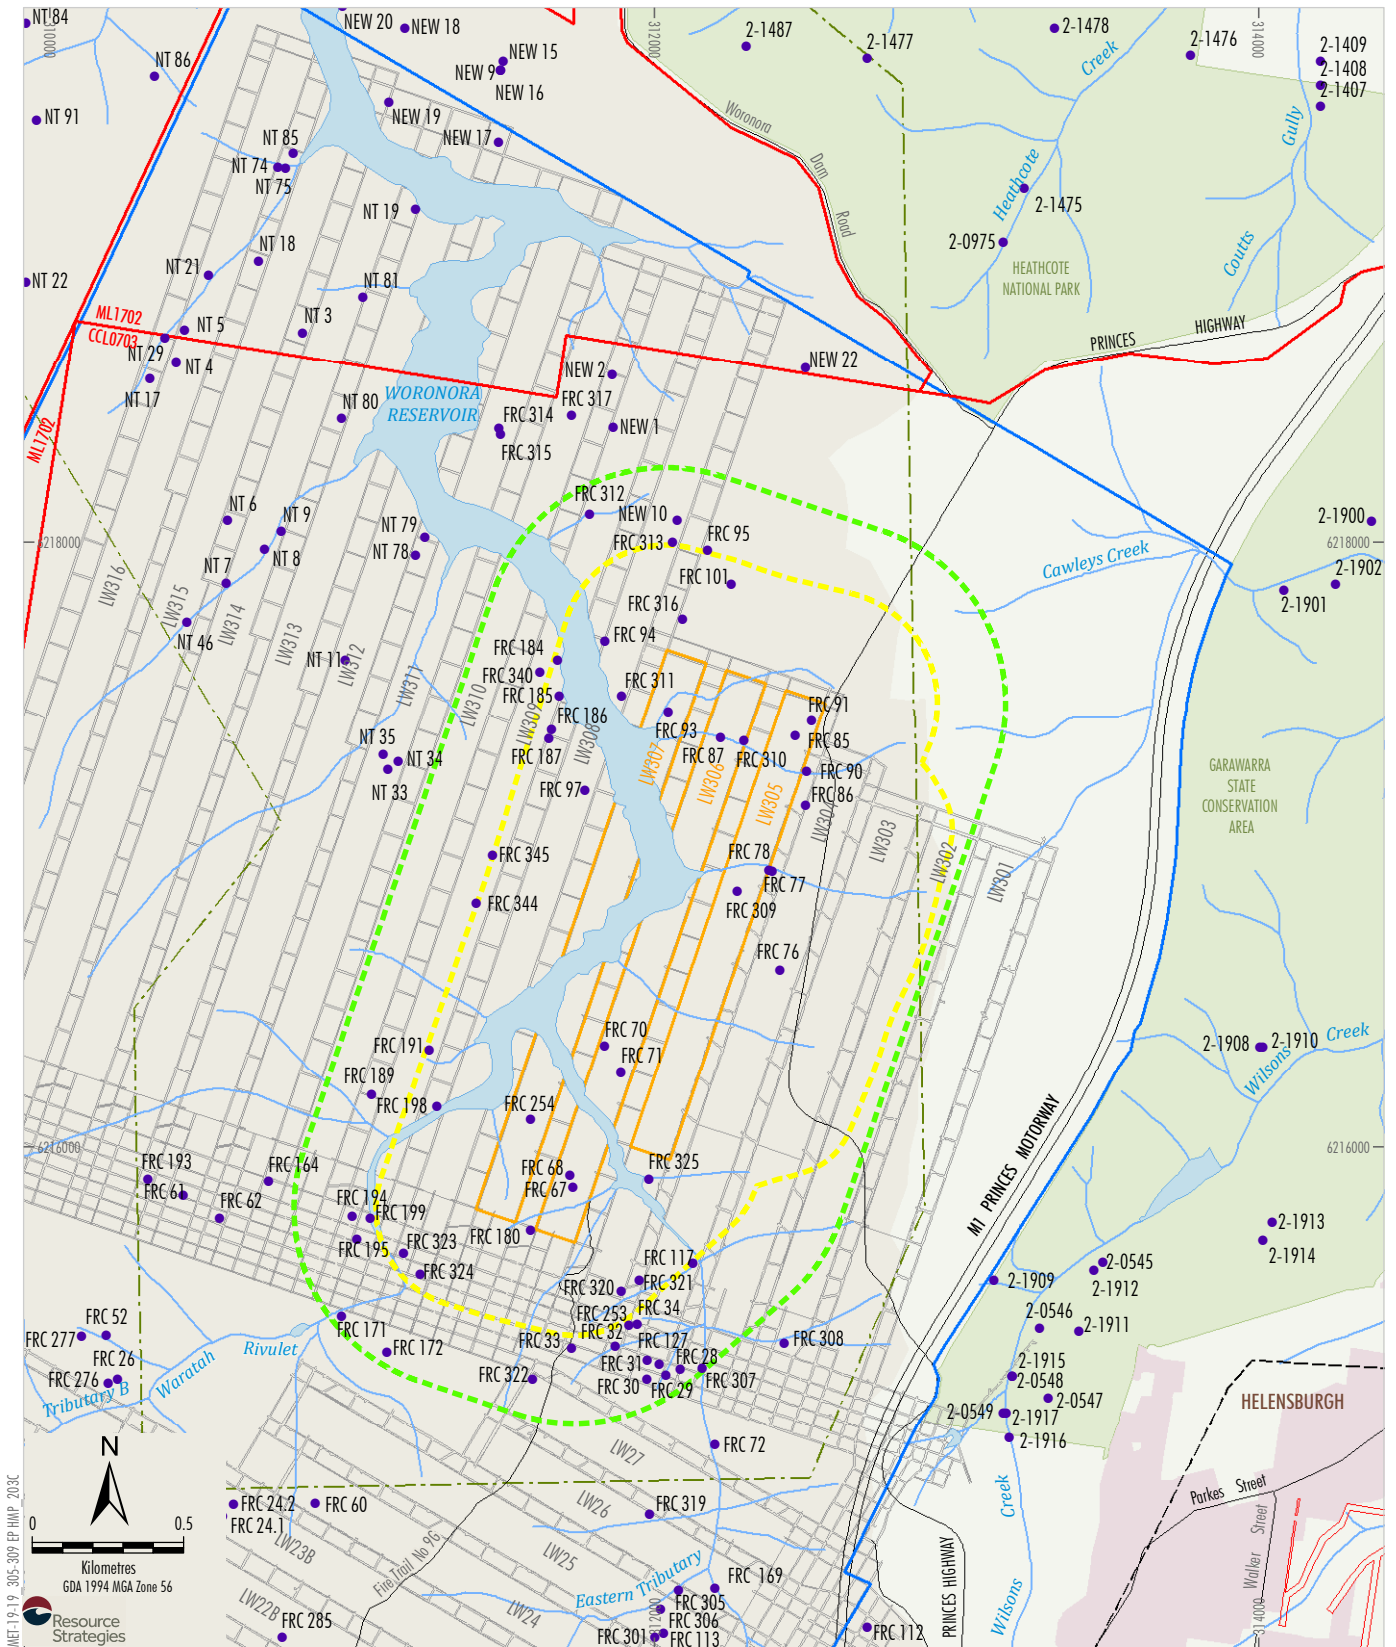 NT 84
310000
NEW 20
NEW 18
312000
2-1487
2-1477
2-1478
2-1476
314000
2-1409
2-1408
2-1407
NT 86
NEW 15
NEW 9
NEW 16
Creek
NT 91
NEW 19
NEW 17
Woronora
Dam
Road
Gully
NT 85
NT 74
NT 75
Heathcote
2-1475
NT 19
2-0975
Coutts
NT 18
NT 21
NT 22
NT 81
HEATHCOTE
NATIONAL PARK
ML1702
CCL0703
NT 5
NT 3
NT 29
NT 4
NT 17
PRINCES
HIGHWAY
NEW 2
NEW 22
WORONORA
RESERVOIR
NT 80
FRC 317
FRC 314
FRC 315
NEW 1
ML1702
NT 6
NT 9
NT 79
FRC 312
NEW 10
FRC 313
FRC 95
2-1900
6218000
6218000
NT 7
NT 8
NT 78
FRC 101
Cawleys Creek
2-1902
2-1901
LW316
LW315
LW314
LW313
LW312
LW311
LW310
LW309
LW308
NT 46
NT 11
FRC 316
FRC 94
FRC 184
FRC 340
FRC 185
FRC 311
FRC 186
FRC 187
FRC 93
FRC 87
FRC 310
FRC 91
FRC 85
FRC 90
FRC 86
NT 35
NT 34
NT 33
FRC 97
LW307
LW306
LW305
LW304
LW303
LW302
LW301
GARAWARRA
STATE
CONSERVATION
AREA
FRC 345
FRC 344
FRC 78
FRC 77
FRC 309
FRC 76
FRC 191
FRC 70
FRC 71
FRC 189
FRC 198
FRC 254
2-1908
2-1910
Wilsons
Creek
6216000
6216000
M1 PRINCES MOTORWAY
FRC 193
FRC 61
FRC 62
FRC 164
FRC 194
FRC 199
FRC 195
FRC 68
FRC 67
FRC 325
FRC 180
FRC 323
FRC 324
FRC 117
FRC 320
FRC 321
FRC 253
FRC 34
FRC 32
FRC 127
FRC 33
FRC 31
FRC 28
FRC 30
FRC 29
FRC 307
FRC 308
FRC 322
2-1913
2-1914
2-0545
2-1912
2-1909
2-0546
2-1911
2-1915
2-0548
2-0547
2-0549
2-1917
2-1916
FRC 171
FRC 172
FRC 52
FRC 277
FRC 26
FRC 276
Tributary B
Waratah
Rivulet
HELENSBURGH
FRC 72
LW27
LW26
LW25
LW24
LW23B
LW22B
FRC 24.2
FRC 24.1
FRC 60
FRC 319
Fire Trail No 9G
Eastern Tributary
FRC 169
FRC 305
FRC 306
FRC 301
FRC 113
FRC 112
FRC 285
312000
314000
PRINCES HIGHWAY
Wilsons
Creek
Parkes Street
Walker Street
N
0
0.5
Kilometres
GDA 1994 MGA Zone 56
Resource
Strategies
MET-19-19_305-309 EP HMP_203C